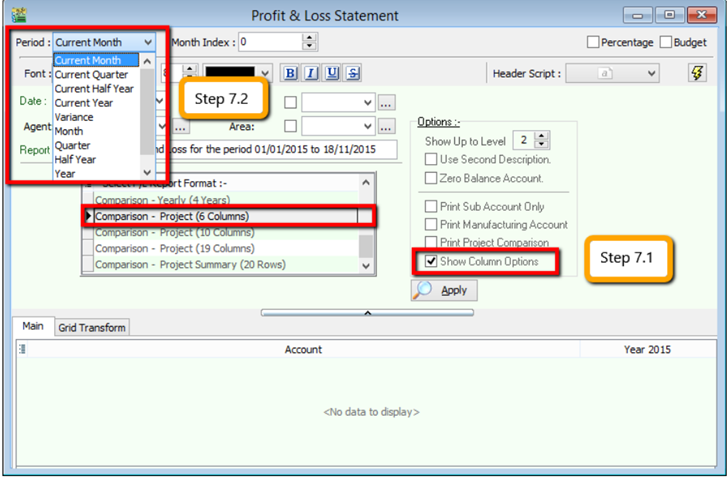 Profit & Loss Statement
Period : Current Month Month Index : 0 Percentage Budget
Current Month
Current Quarter
Current Half Year
Current Year
Variance
Month
Quarter
Half Year
Year
Font : 8 B I U S Header Script : a
Step 7.2
Date :
Agent Area:
Report nd Loss for the period 01/01/2015 to 18/11/2015
Options :-
Show Up to Level 2
Use Second Description.
Zero Balance Account.
Print Sub Account Only
Print Manufacturing Account
Print Project Comparison
Show Column Options
Step 7.1
Apply
Select P/L Report Format :-
Comparison - Yearly (4 Years)
Comparison - Project (6 Columns)
Comparison - Project (10 Columns)
Comparison - Project (19 Columns)
Comparison - Project Summary (20 Rows)
Main Grid Transform
Account Year 2015
<No data to display>